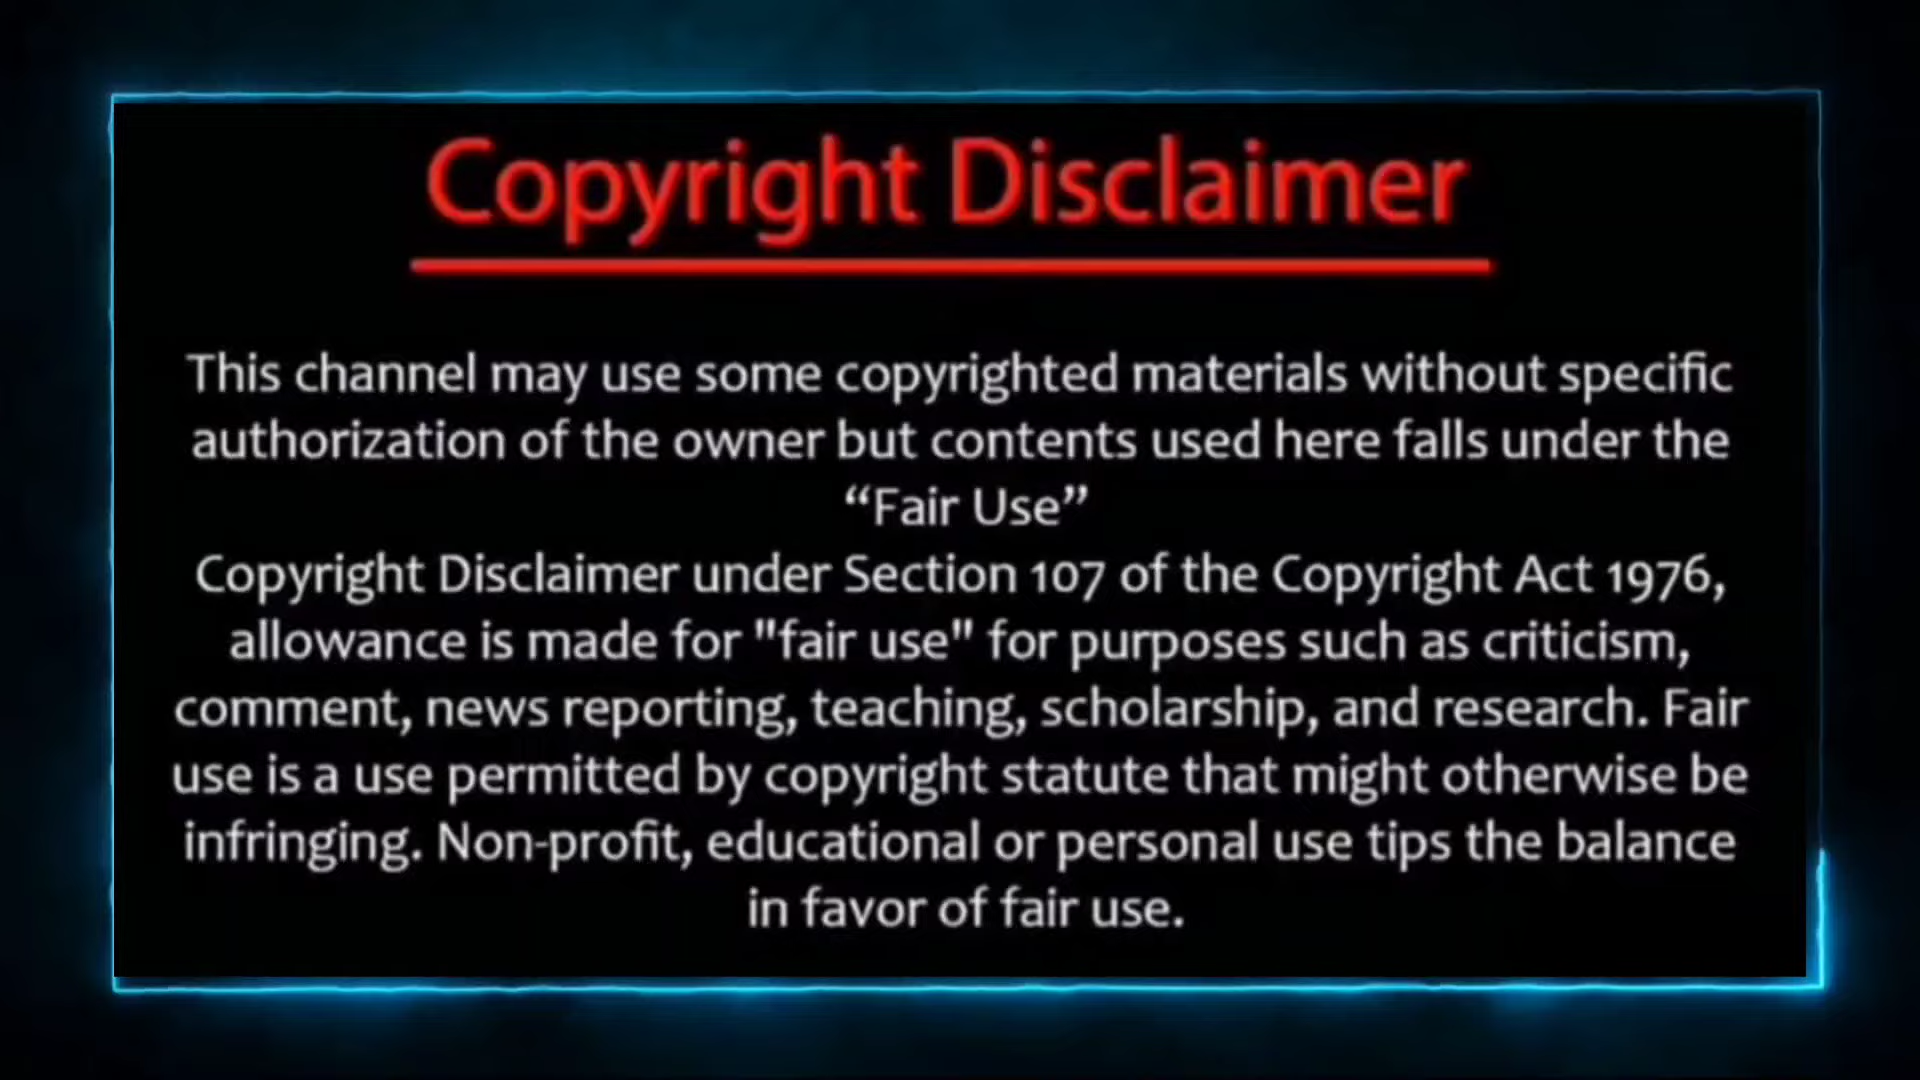 Copyright Disclaimer
This channel may use some copyrighted materials without specific
authorization of the owner but contents used here falls under the
“Fair Use”
Copyright Disclaimer under Section 107 of the Copyright Act 1976,
allowance is made for "fair use" for purposes such as criticism,
comment, news reporting, teaching, scholarship, and research. Fair
use is a use permitted by copyright statute that might otherwise be
infringing. Non-profit, educational or personal use tips the balance
in favor of fair use.